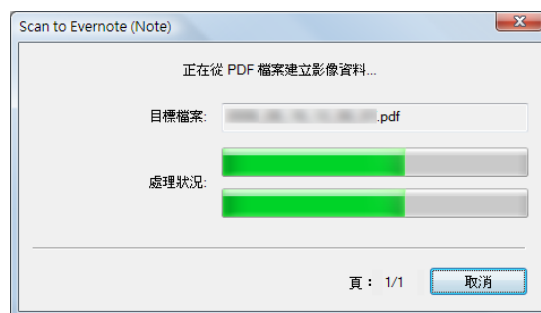 Scan to Evernote (Note)
正在從 PDF 檔案建立影像資料...
目標檔案: .pdf
處理狀況:
頁： 1/1 取消